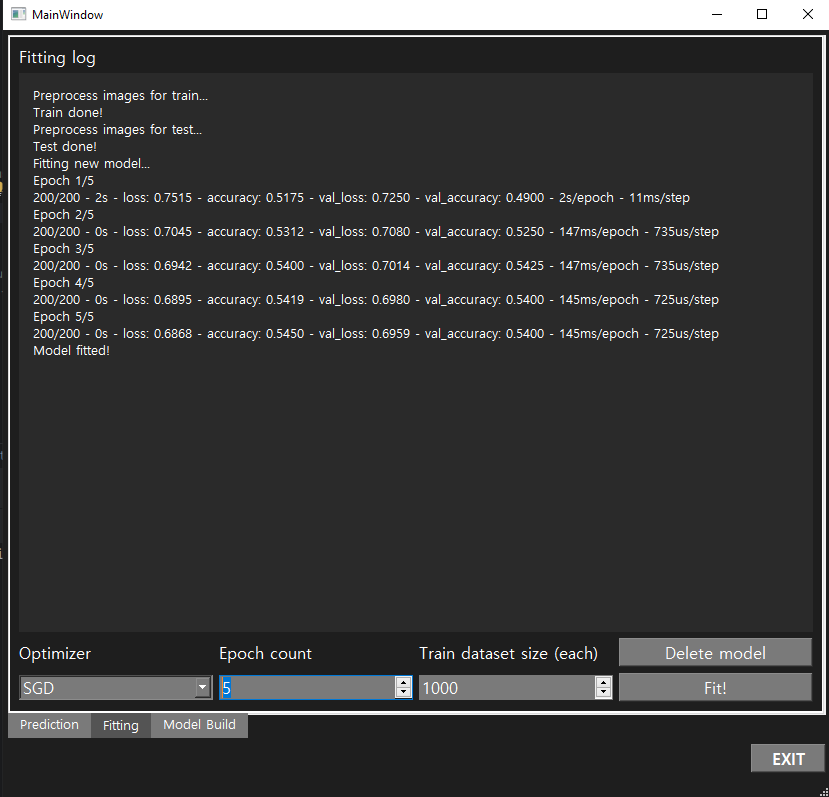 MainWindow
Fitting log
Preprocess images for train...
Train done!
Preprocess images for test...
Test done!
Fitting new model...
Epoch 1/5
200/200 - 2s - loss: 0.7515 - accuracy: 0.5175 - val_loss: 0.7250 - val_accuracy: 0.4900 - 2s/epoch - 11ms/step
Epoch 2/5
200/200 - 0s - loss: 0.7045 - accuracy: 0.5312 - val_loss: 0.7080 - val_accuracy: 0.5250 - 147ms/epoch - 735us/step
Epoch 3/5
200/200 - 0s - loss: 0.6942 - accuracy: 0.5400 - val_loss: 0.7014 - val_accuracy: 0.5425 - 147ms/epoch - 735us/step
Epoch 4/5
200/200 - 0s - loss: 0.6895 - accuracy: 0.5419 - val_loss: 0.6980 - val_accuracy: 0.5400 - 145ms/epoch - 725us/step
Epoch 5/5
200/200 - 0s - loss: 0.6868 - accuracy: 0.5450 - val_loss: 0.6959 - val_accuracy: 0.5400 - 145ms/epoch - 725us/step
Model fitted!
Optimizer Epoch count Train dataset size (each) Delete model
SGD 5 1000 Fit!
Prediction Fitting Model Build
EXIT